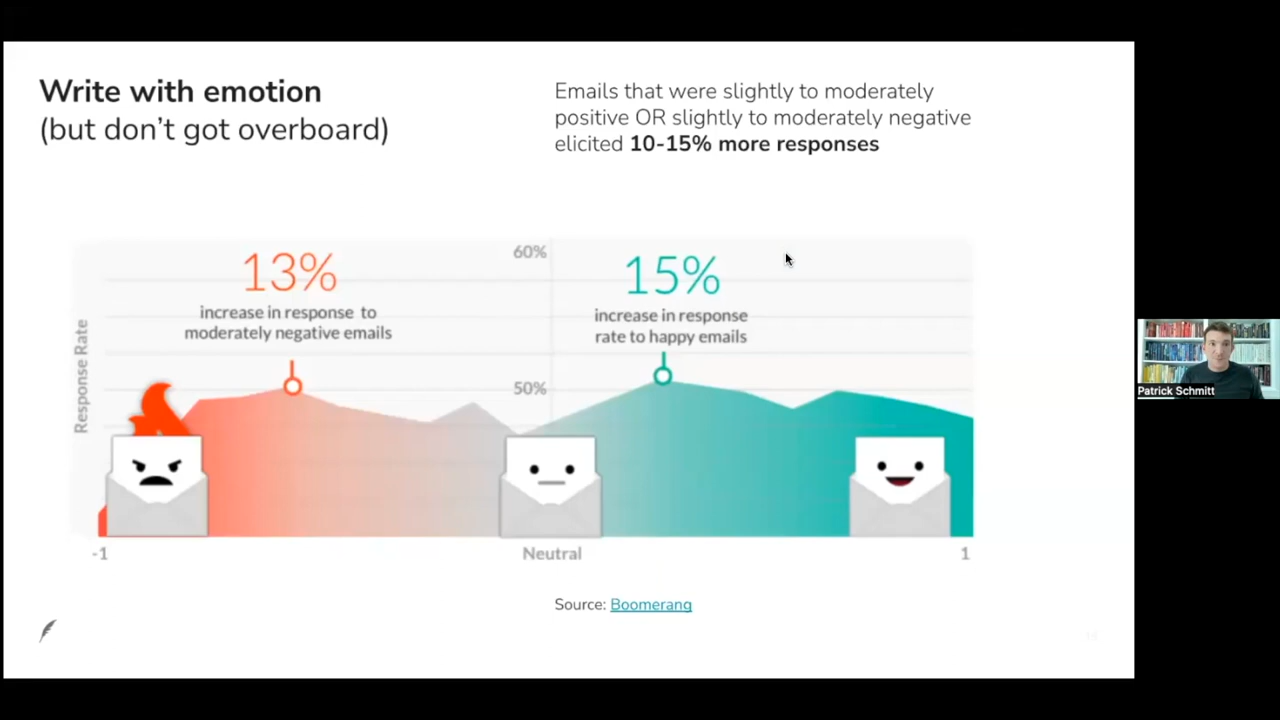 Write with emotion
(but don't got overboard)
Emails that were slightly to moderately
positive OR slightly to moderately negative
elicited 10-15% more responses
13%
increase in response to
moderately negative emails
60%
15%
increase in response
rate to happy emails
Response Rate
50%
-1
Neutral
1
Source: Boomerang
Patrick Schmitt